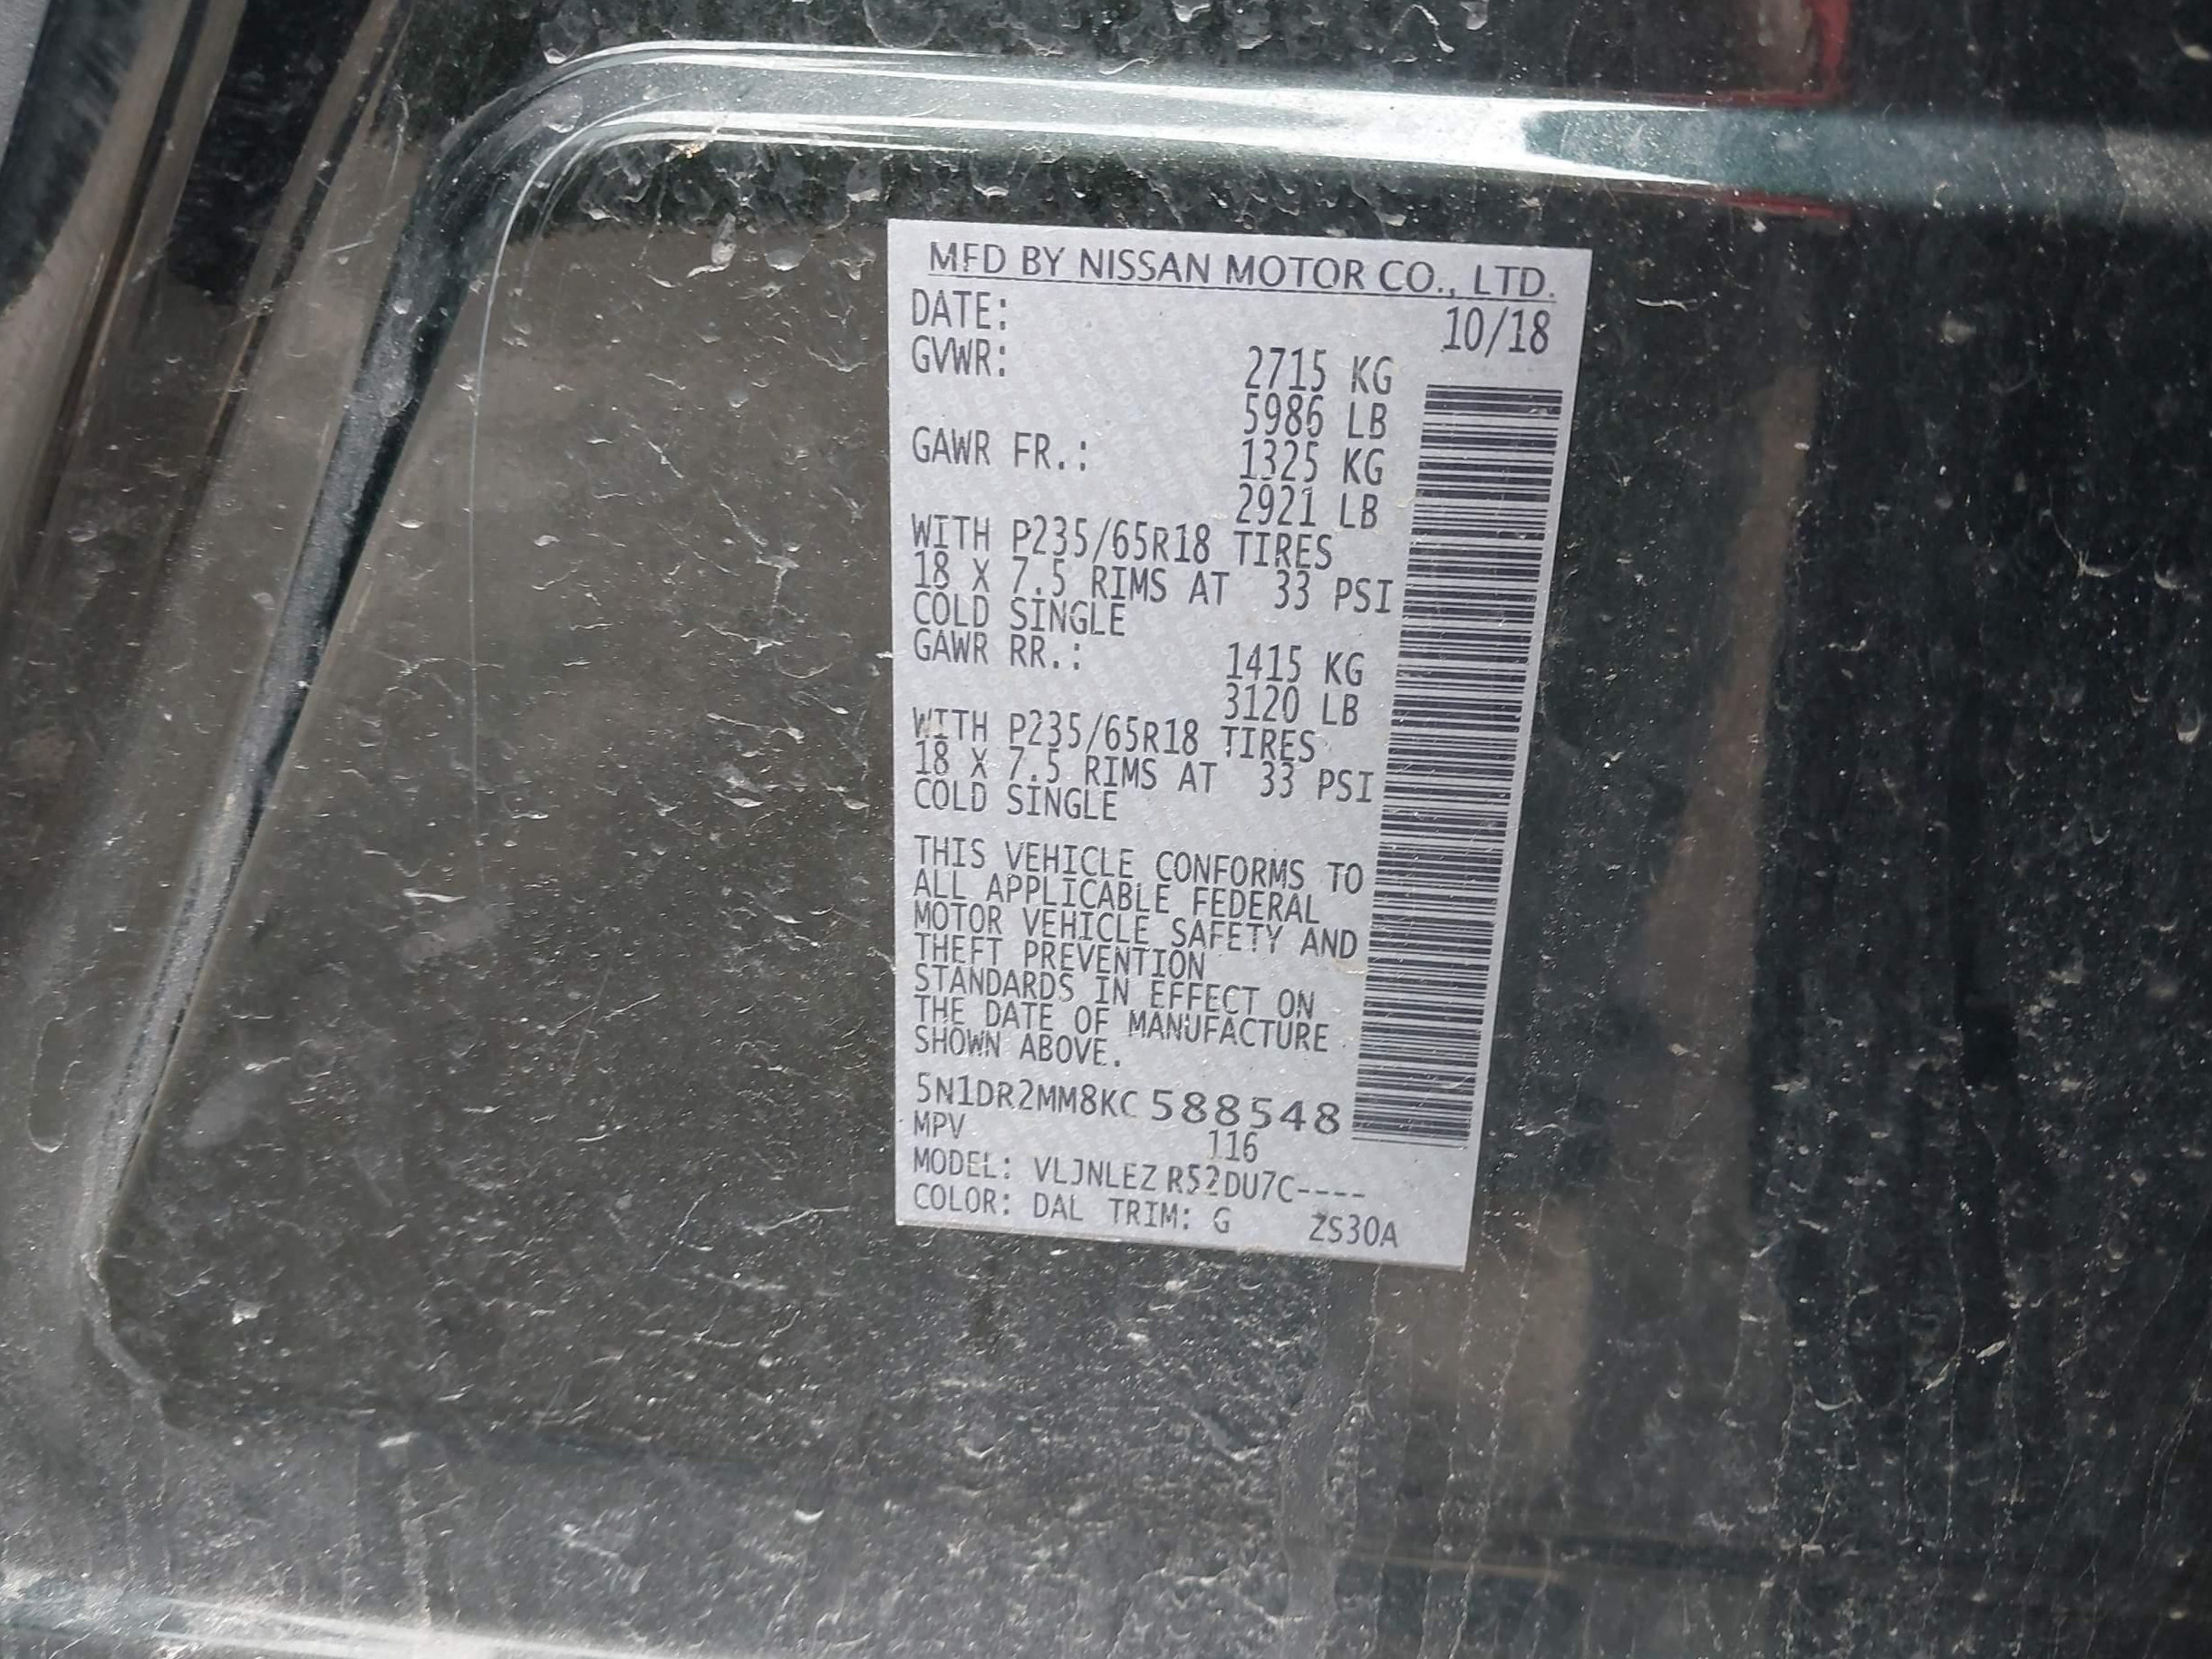 MFD BY NISSAN MOTOR CO., LTD.
DATE: 10/18
GVWR: 2715 KG
5986 LB
GAWR FR.: 1325 KG
2921 LB
WITH P235/65R18 TIRES
18 X 7.5 RIMS AT 33 PSI
COLD SINGLE
GAWR RR.: 1415 KG
3120 LB
WITH P235/65R18 TIRES
18 X 7.5 RIMS AT 33 PSI
COLD SINGLE
THIS VEHICLE CONFORMS TO
ALL APPLICABLE FEDERAL
MOTOR VEHICLE SAFETY AND
THEFT PREVENTION
STANDARDS IN EFFECT ON
THE DATE OF MANUFACTURE
SHOWN ABOVE.
5N1DR2MM8KC 588548
MPV 116
MODEL: VLJNLEZ R52DU7C----
COLOR: DAL TRIM: G ZS30A